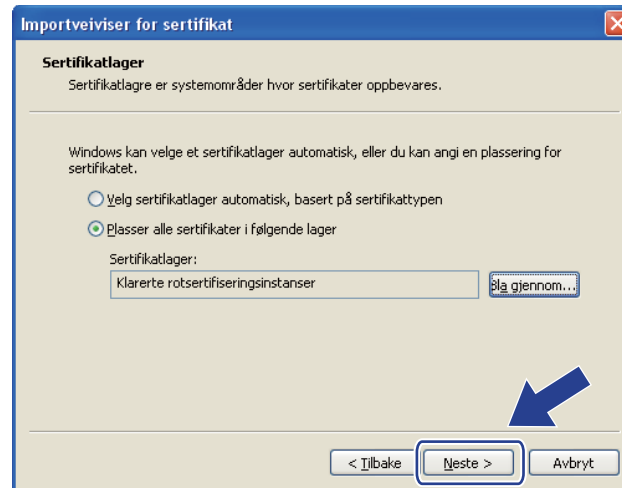 Importveiviser for sertifikat
Sertifikatlager
Sertifikatlagre er systemområder hvor sertifikater oppbevares.
Windows kan velge et sertifikatlager automatisk, eller du kan angi en plassering for
sertifikatet.
Velg sertifikatlager automatisk, basert på sertifikattypen
Plasser alle sertifikater i følgende lager
Sertifikatlager:
Klarerte rotsertifiseringsinstanser
Bla gjennom...
< Tilbake
Neste >
Avbryt